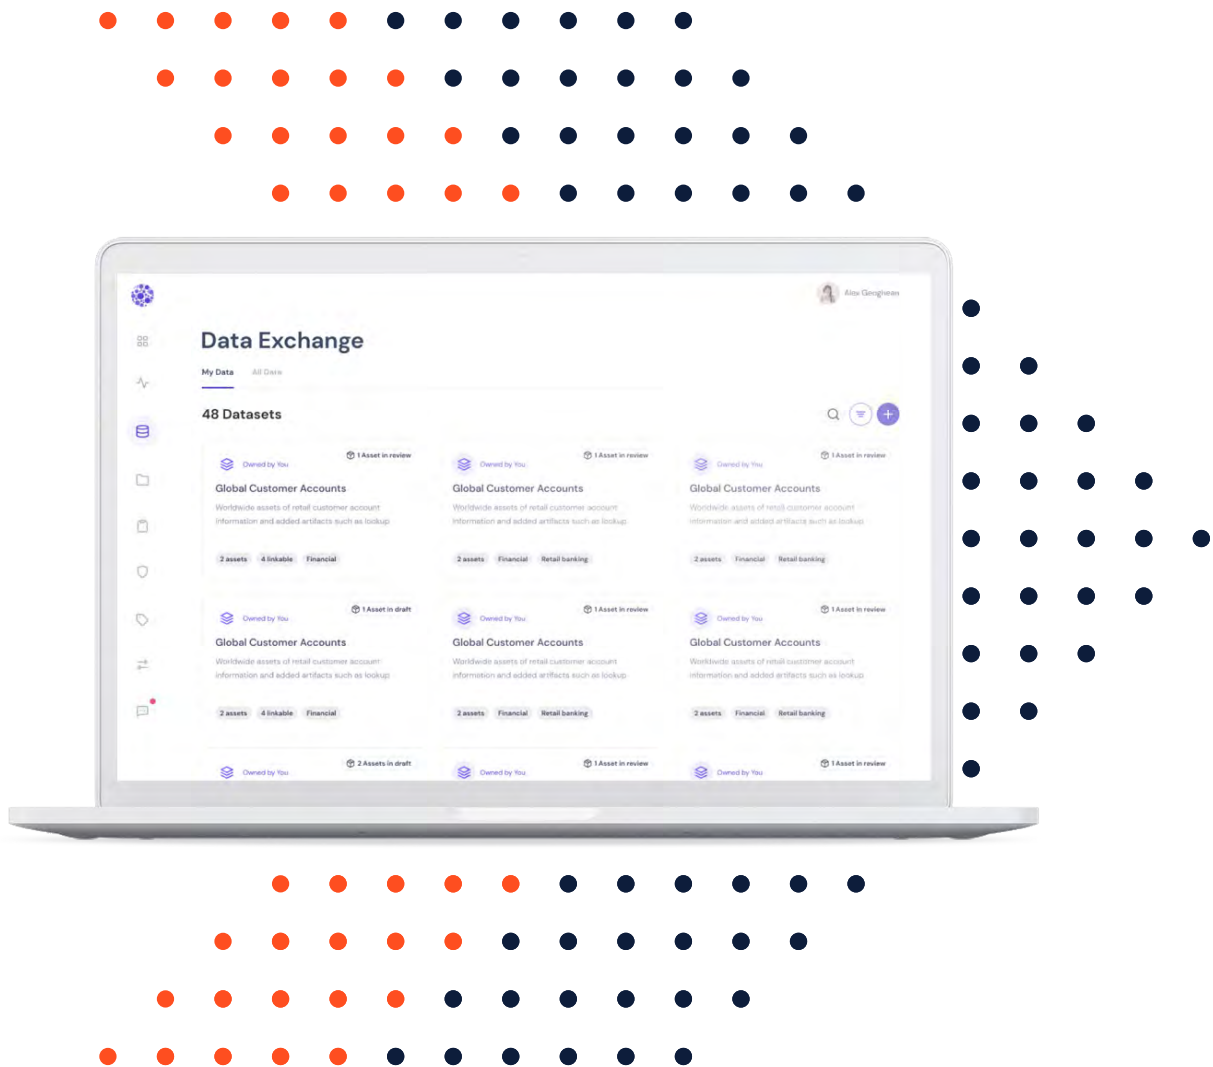 Alex Geoghean
Data Exchange
My Data All Data
48 Datasets
1 Asset in review
Owned by You
Global Customer Accounts
Worldwide assets of retail customer account
information and added artifacts such as lookup
2 assets 4 linkable Financial
1 Asset in review
Owned by You
Global Customer Accounts
Worldwide assets of retail customer account
information and added artifacts such as lookup
2 assets Financial Retail banking
1 Asset in review
Owned by You
Global Customer Accounts
Worldwide assets of retail customer account
information and added artifacts such as lookup
2 assets Financial Retail banking
1 Asset in draft
Owned by You
Global Customer Accounts
Worldwide assets of retail customer account
information and added artifacts such as lookup
2 assets 4 linkable Financial
1 Asset in review
Owned by You
Global Customer Accounts
Worldwide assets of retail customer account
information and added artifacts such as lookup
2 assets Financial Retail banking
1 Asset in review
Owned by You
Global Customer Accounts
Worldwide assets of retail customer account
information and added artifacts such as lookup
2 assets Financial Retail banking
2 Assets in draft
Owned by You
1 Asset in review
Owned by You
1 Asset in review
Owned by You